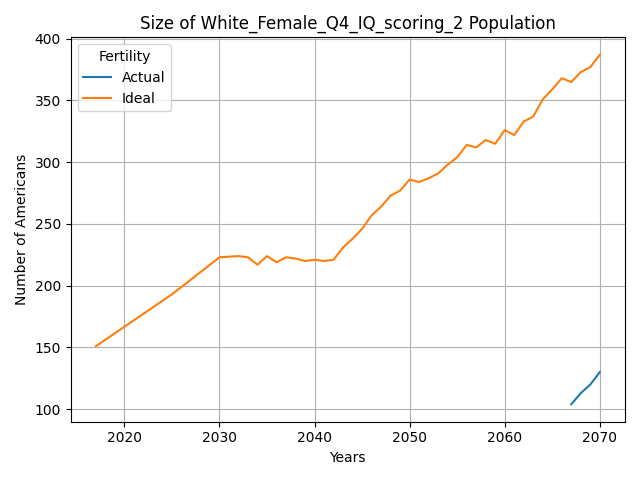 Size of White_Female_Q4_IQ_scoring_2 Population
Fertility
Actual
Ideal
Number of Americans
400
350
300
250
200
150
100
2020 2030 2040 2050 2060 2070
Years